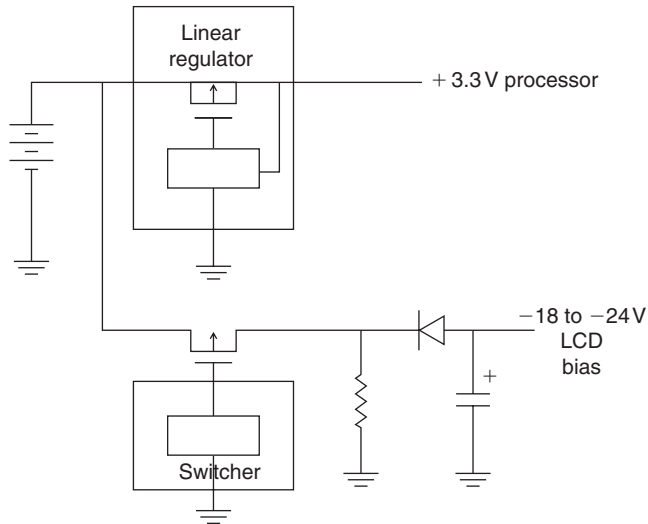 Linear
regulator
+ 3.3 V processor
−18 to −24 V
LCD
bias
+
Switcher